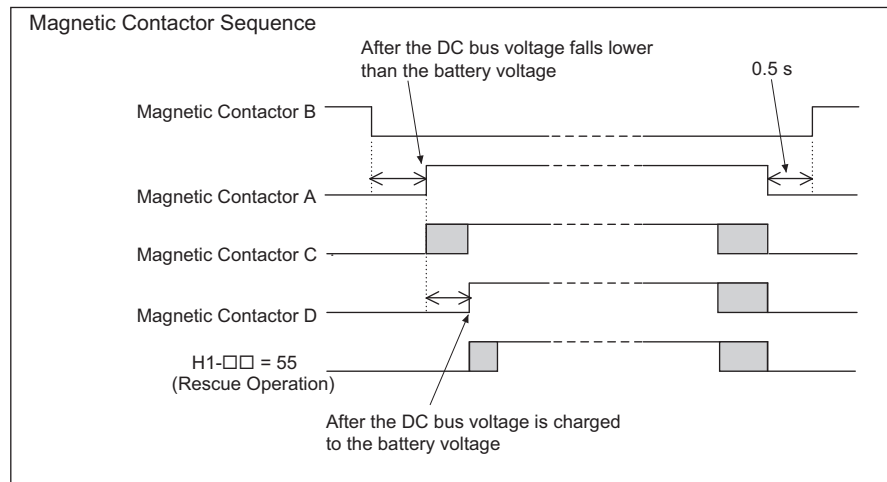 Magnetic Contactor Sequence
After the DC bus voltage falls lower
than the battery voltage
0.5 s
Magnetic Contactor B
Magnetic Contactor A
Magnetic Contactor C
Magnetic Contactor D
H1-□□ = 55
(Rescue Operation)
After the DC bus voltage is charged
to the battery voltage